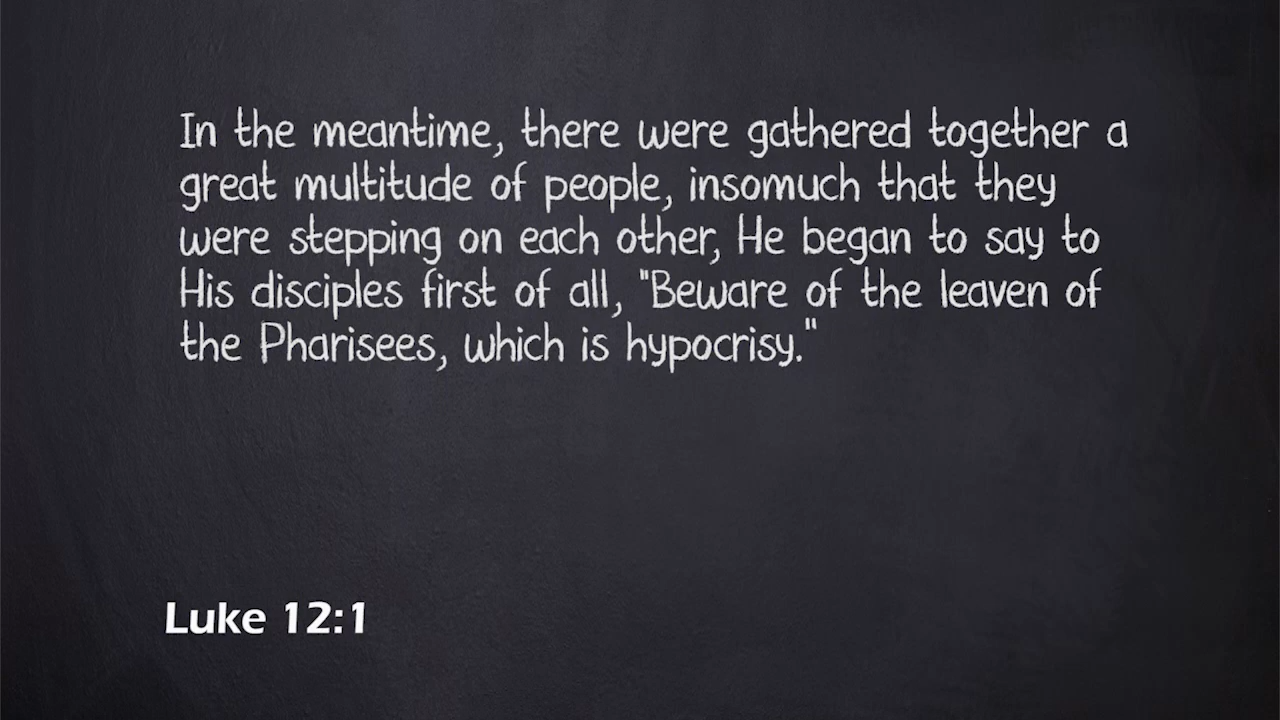 In the meantime, there were gathered together a
great multitude of people, insomuch that they
were stepping on each other, He began to say to
His disciples first of all, "Beware of the leaven of
the Pharisees, which is hypocrisy."
Luke 12:1